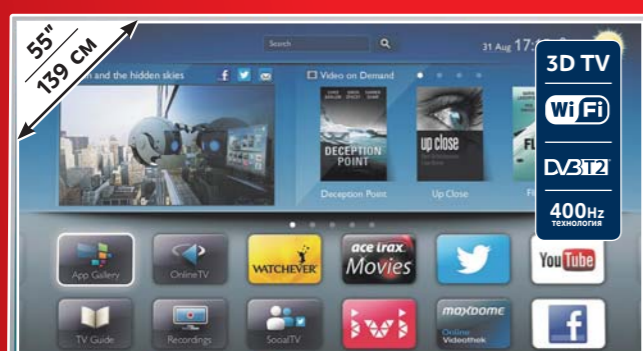 55"
139 СМ
Search
31 Aug
3D TV
WiFi
DVB T2
400Hz
технология
and the hidden skies
Video on Demand
DECEPTION
POINT
up close
Deception Point
Up Close
App Gallery
OnlineTV
WATCHEVER
ace trax
Movies
YouTube
TV Guide
Recordings
SocialTV
maxdome
Online
Videothek